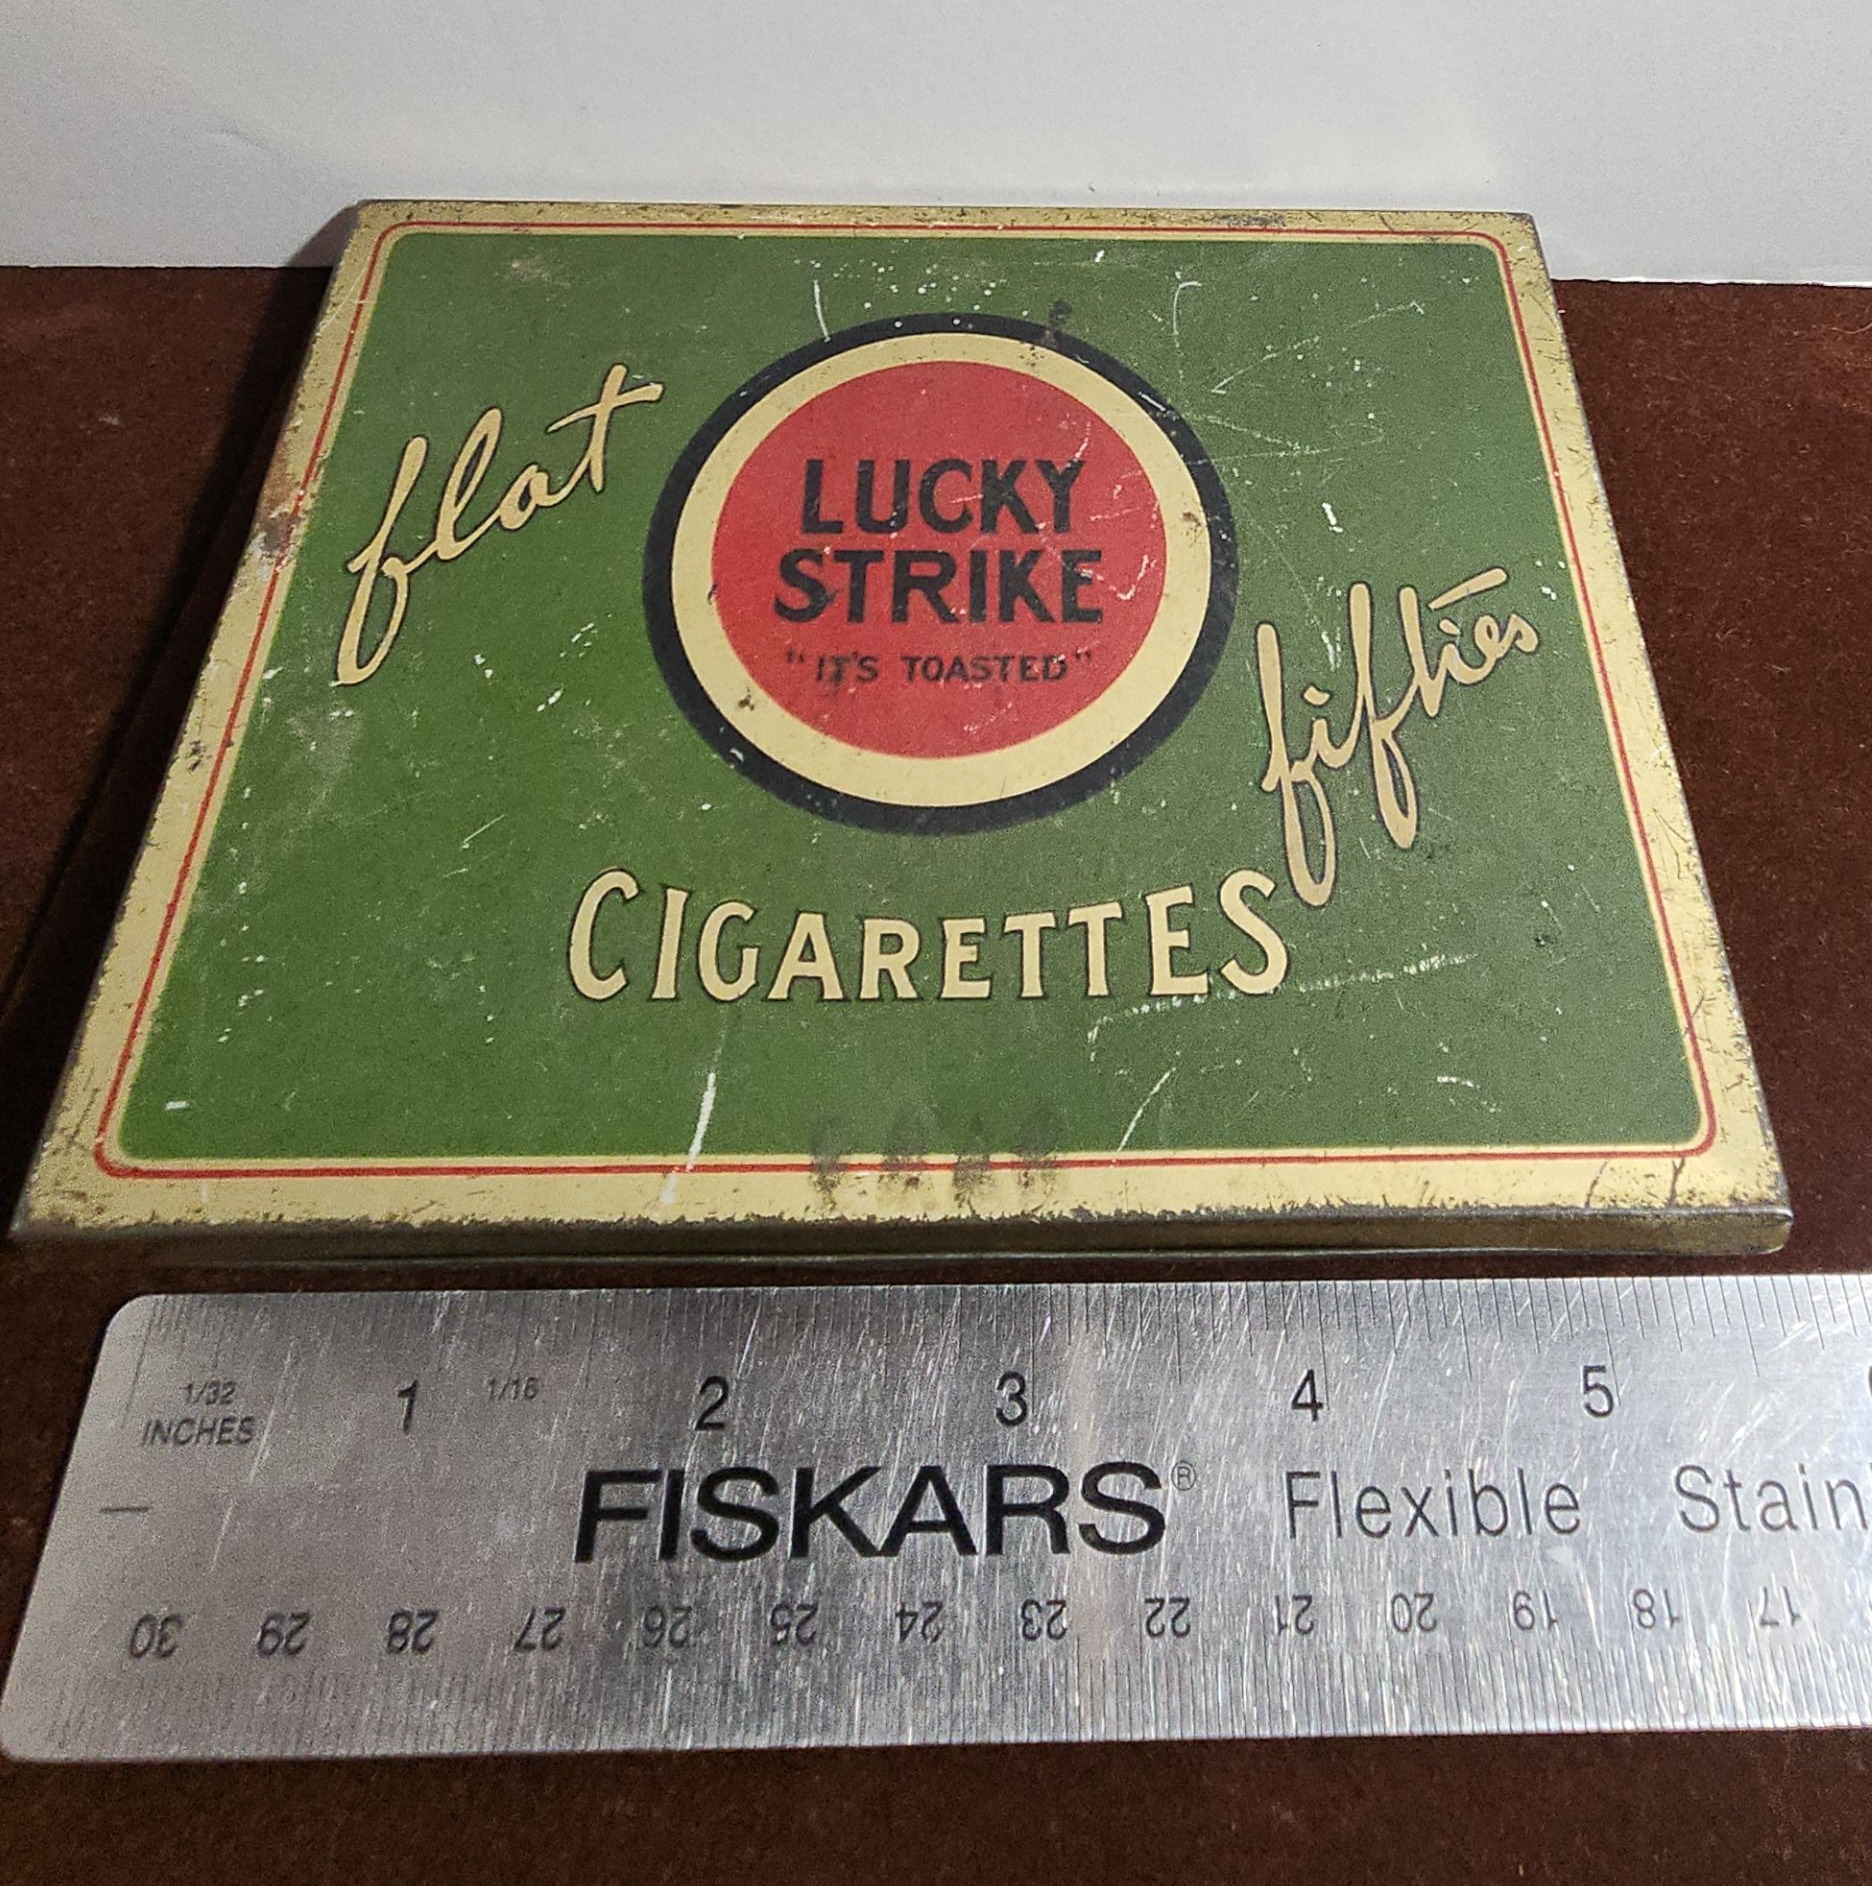 flat
LUCKY
STRIKE
"IT'S TOASTED"
fifties
CIGARETTES
1/32 1 1/16 2 3 4 5
INCHES
FISKARS® Flexible Stain
30 29 28 27 26 25 24 23 22 21 20 19 18 17